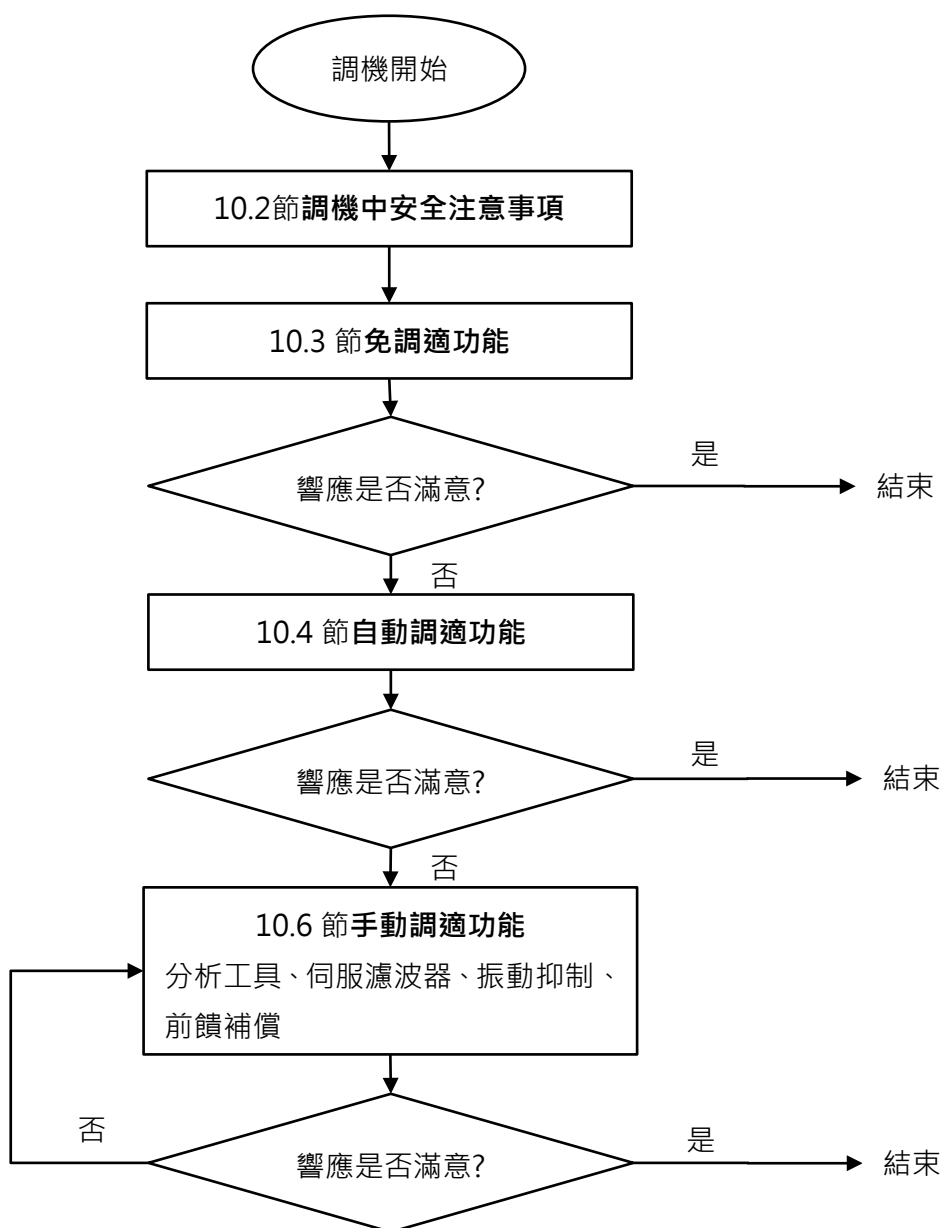 調機開始
10.2節調機中安全注意事項
10.3 節免調適功能
響應是否滿意?
是
結束
否
10.4 節自動調適功能
響應是否滿意?
是
結束
否
10.6 節手動調適功能
分析工具、伺服濾波器、振動抑制、
前饋補償
否
響應是否滿意?
是
結束